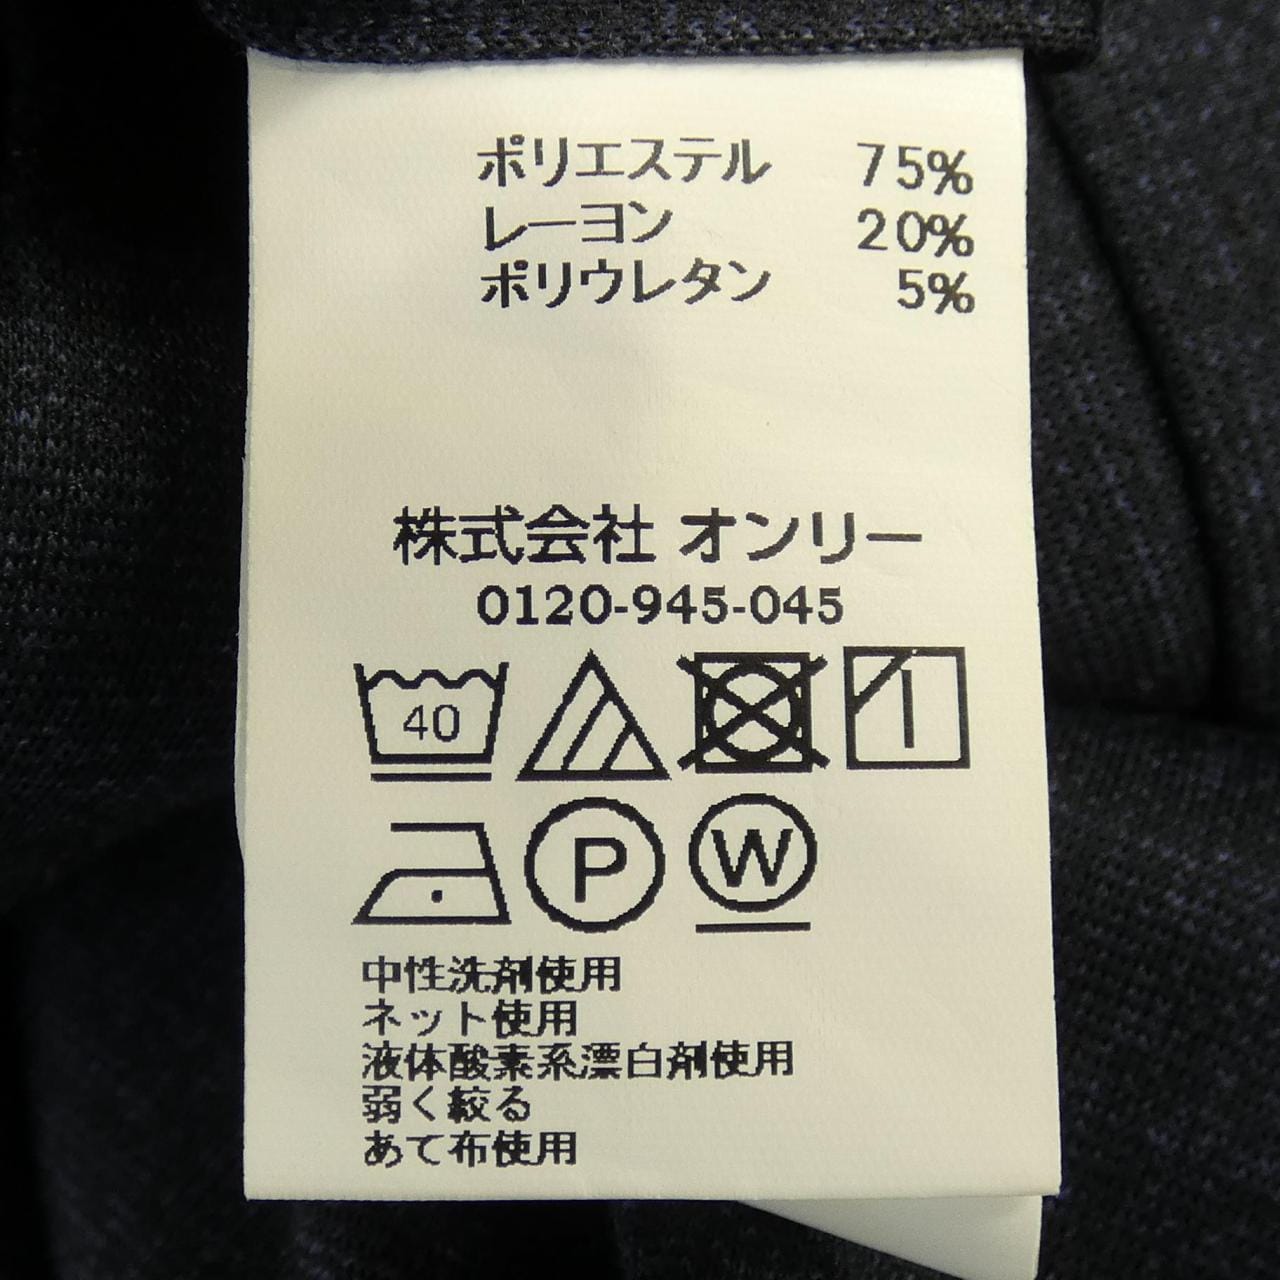 ポリエステル 75%
レーヨン 20%
ポリウレタン 5%
株式会社 オンリー
0120-945-045
40
P W
中性洗剤使用
ネット使用
液体酸素系漂白剤使用
弱く絞る
あて布使用